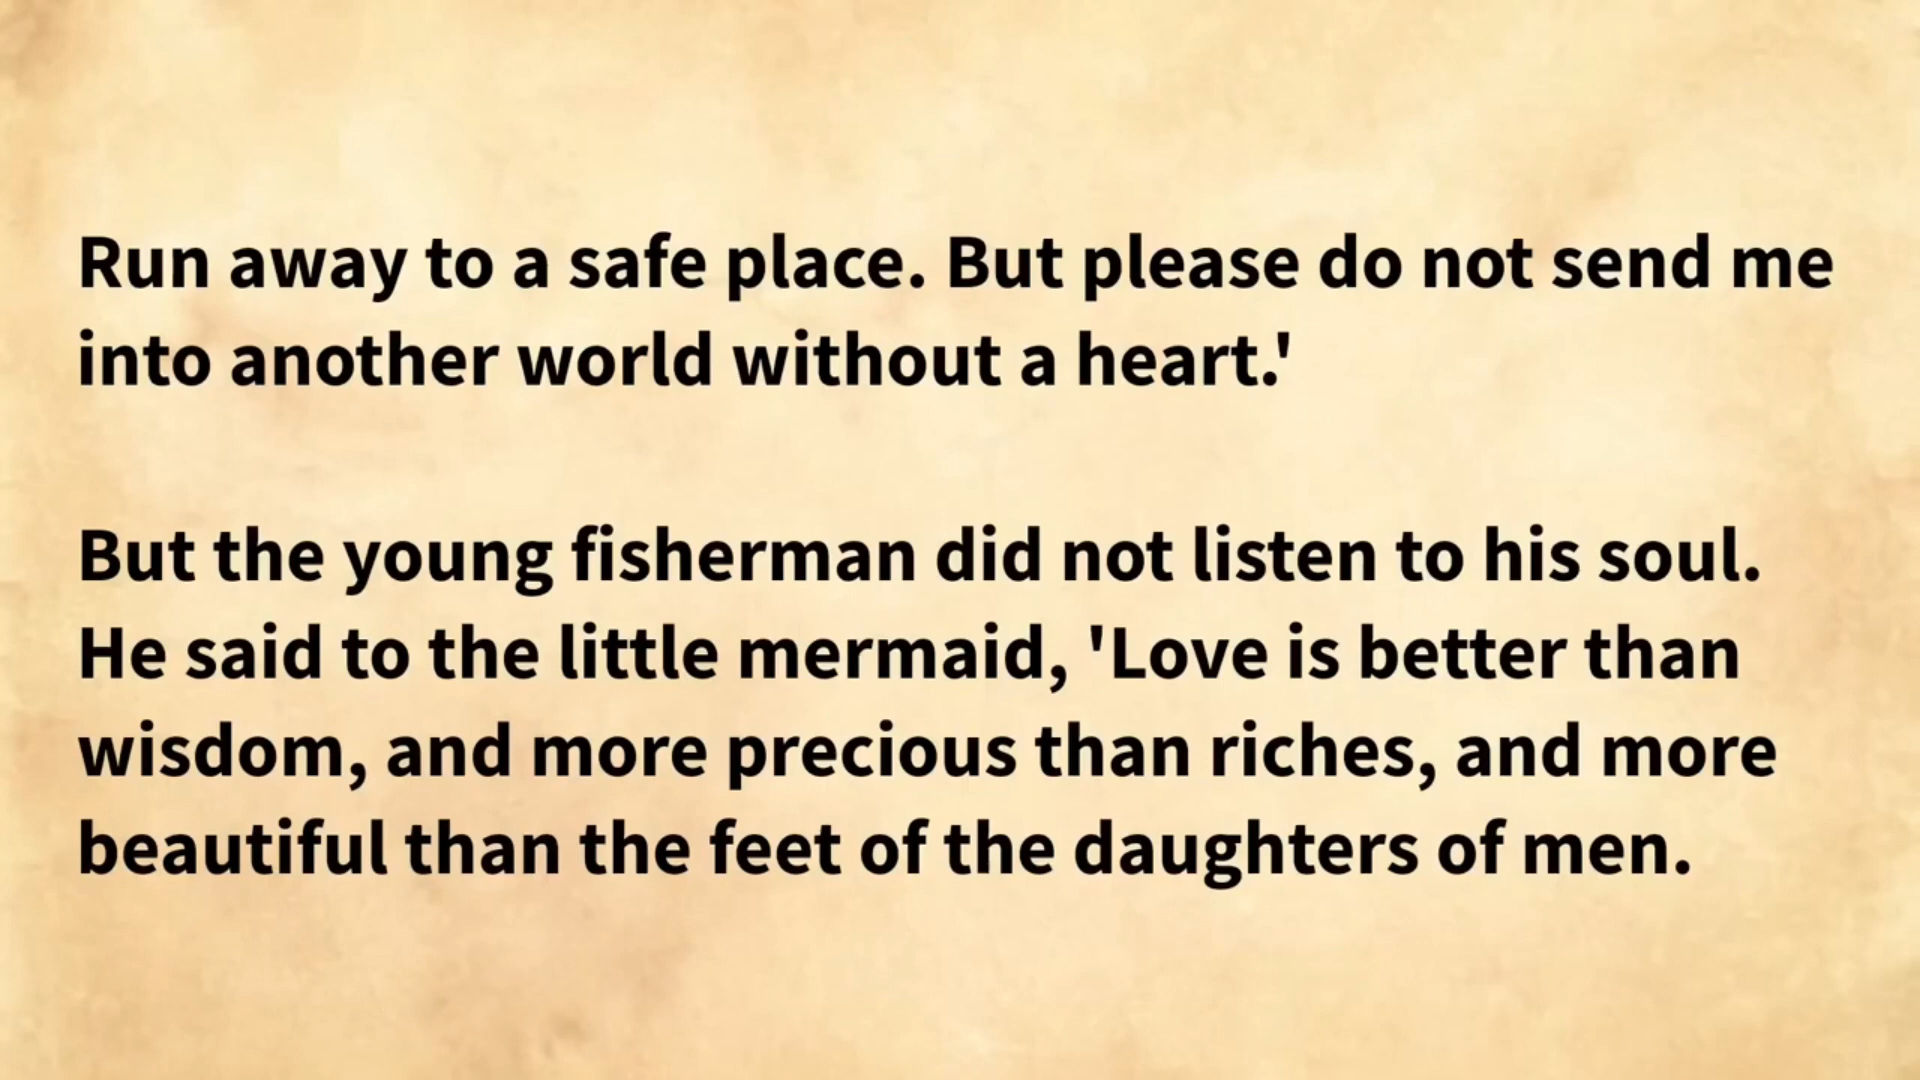 Run away to a safe place. But please do not send me
into another world without a heart.'
But the young fisherman did not listen to his soul.
He said to the little mermaid, 'Love is better than
wisdom, and more precious than riches, and more
beautiful than the feet of the daughters of men.